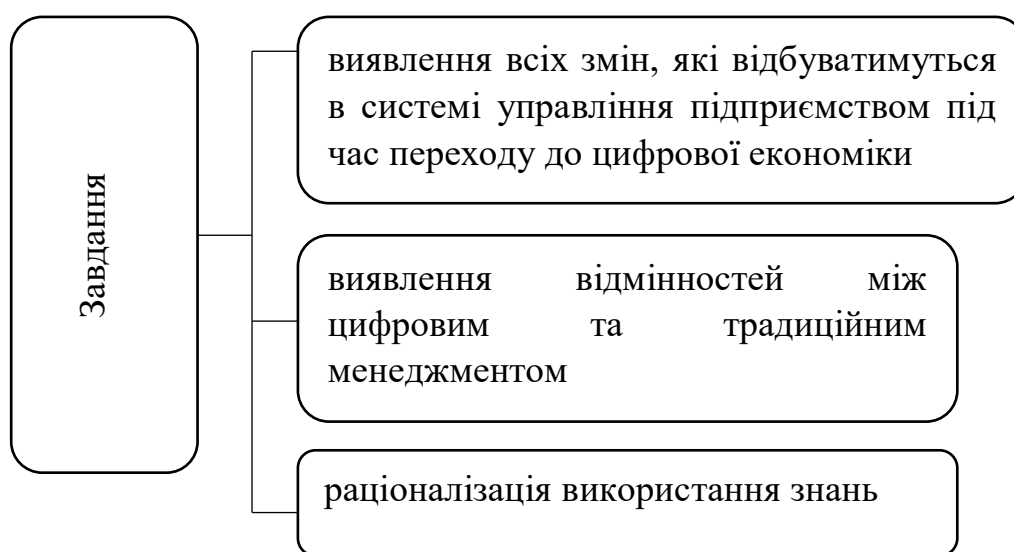 Завдання
виявлення всіх змін, які відбуватимуться
в системі управління підприємством під
час переходу до цифрової економіки
виявлення відмінностей між
цифровим та традиційним
менеджментом
раціоналізація використання знань